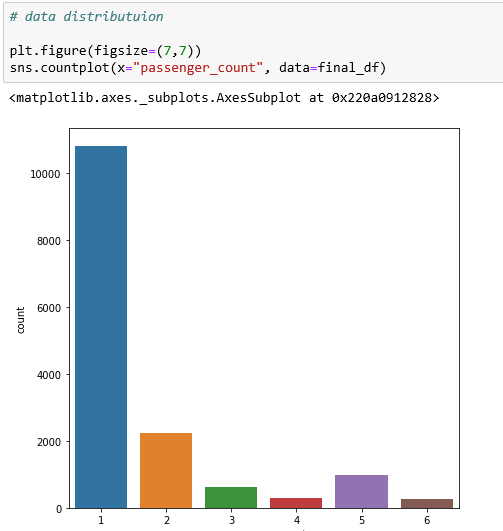 # data distributuion
plt.figure(figsize=(7,7))
sns.countplot(x="passenger_count", data=final_df)
<matplotlib.axes._subplots.AxesSubplot at 0x220a0912828>
10000
8000
6000
4000
2000
0
count
1 2 3 4 5 6